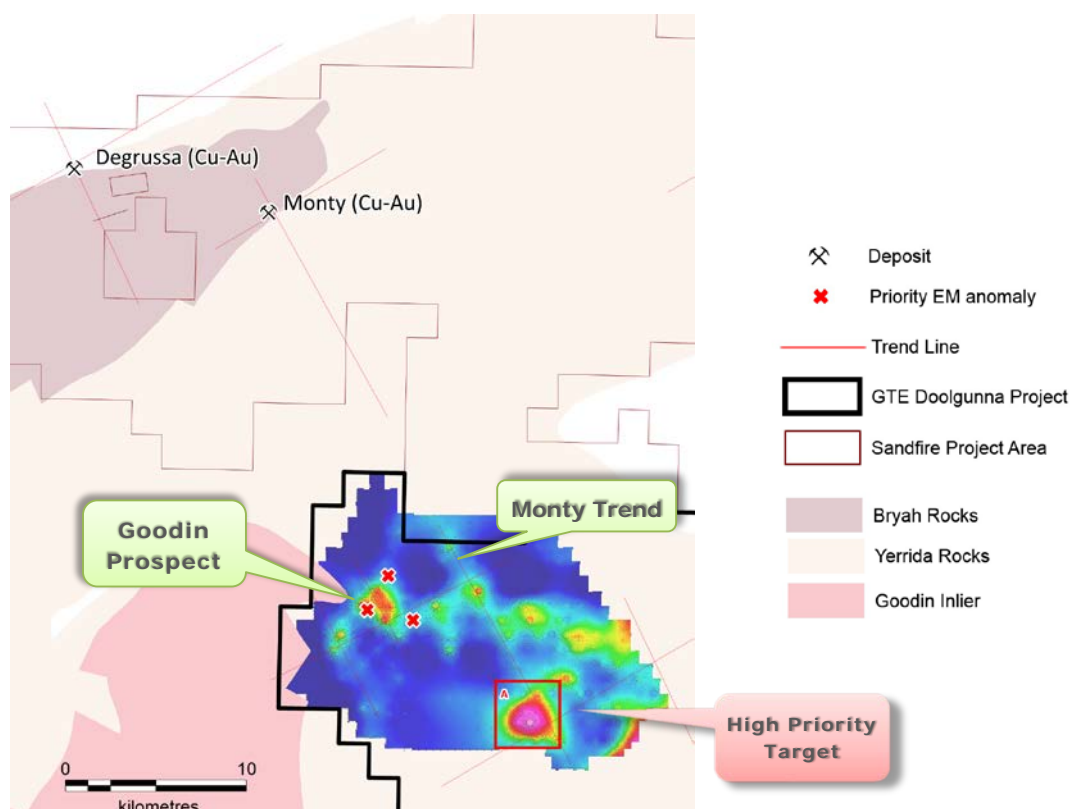 Degrussa (Cu-Au)
Monty (Cu-Au)
Deposit
Priority EM anomaly
Trend Line
GTE Doolgunna Project
Sandfire Project Area
Bryah Rocks
Yerrida Rocks
Goodin Inlier
Monty Trend
Goodin
Prospect
A
High Priority
Target
0 10
kilometres